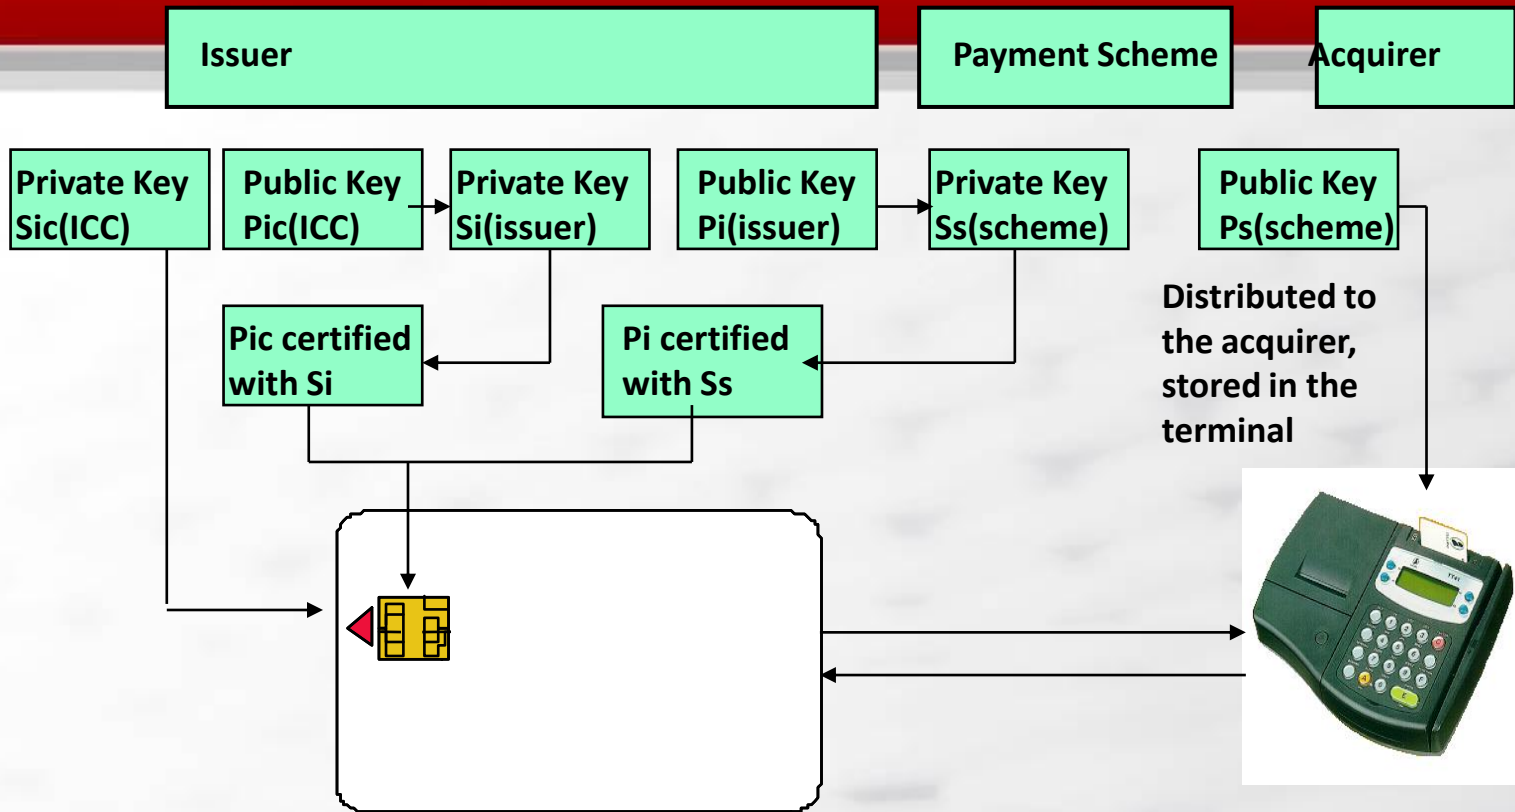 Issuer
Payment Scheme
Acquirer
Private Key
Sic(ICC)
Public Key
Pic(ICC)
Private Key
Si(issuer)
Public Key
Pi(issuer)
Private Key
Ss(scheme)
Public Key
Ps(scheme)
Pic certified
with Si
Pi certified
with Ss
Distributed to
the acquirer,
stored in the
terminal